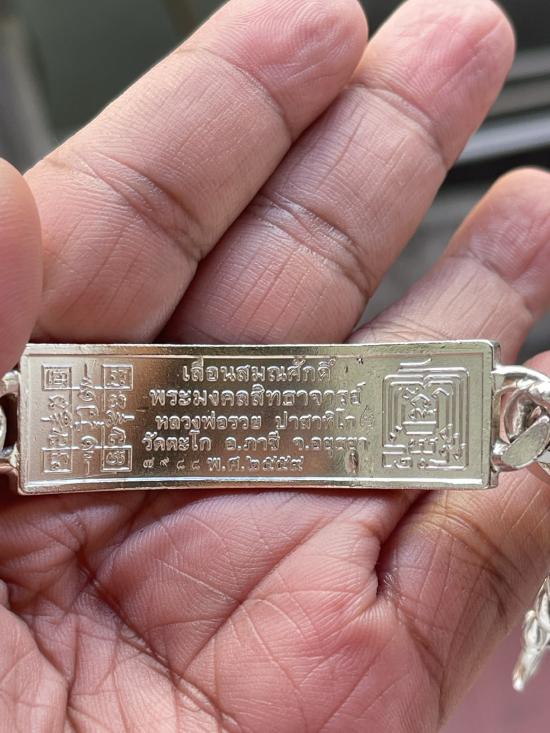 เลื่อนสมณศักดิ์
พระมงคลสิทธาจารย์
หลวงพ่อรวย ปาสาทิโก
วัดตะโก อ.ภาชี จ.อยุธยา
๗๙๘๘ พ.ศ.๒๕๕๙